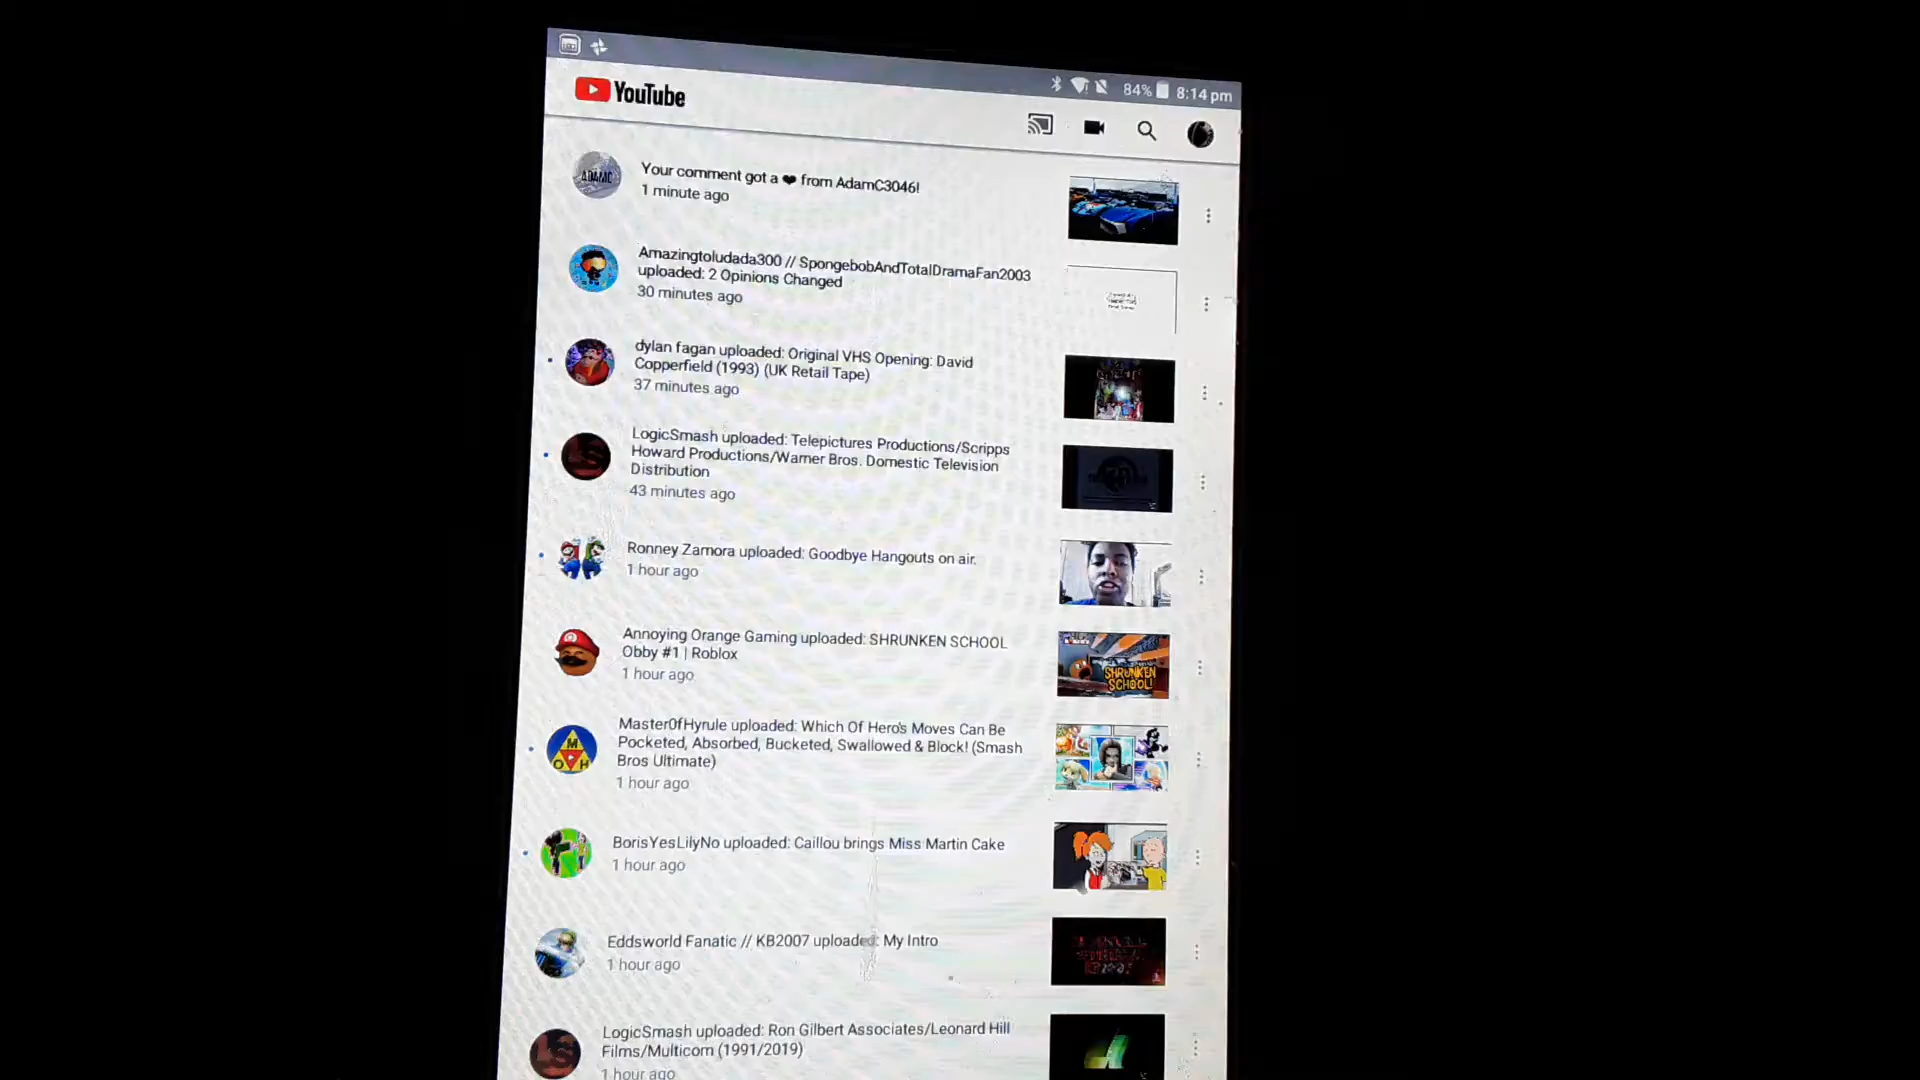 84% 8:14 pm
YouTube
ADAMC
Your comment got a ❤ from AdamC3046!
1 minute ago
Amazingtoludada300 // SpongebobAndTotalDramaFan2003
uploaded: 2 Opinions Changed
30 minutes ago
dylan fagan uploaded: Original VHS Opening: David
Copperfield (1993) (UK Retail Tape)
37 minutes ago
LS
LogicSmash uploaded: Telepictures Productions/Scripps
Howard Productions/Warner Bros. Domestic Television
Distribution
43 minutes ago
Ronney Zamora uploaded: Goodbye Hangouts on air.
1 hour ago
Annoying Orange Gaming uploaded: SHRUNKEN SCHOOL
Obby #1 | Roblox
1 hour ago
SHRUNKEN
SCHOOL!
M
O H
Master0fHyrule uploaded: Which Of Hero's Moves Can Be
Pocketed, Absorbed, Bucketed, Swallowed & Block! (Smash
Bros Ultimate)
1 hour ago
BorisYesLilyNo uploaded: Caillou brings Miss Martin Cake
1 hour ago
Eddsworld Fanatic // KB2007 uploaded: My Intro
1 hour ago
LS
LogicSmash uploaded: Ron Gilbert Associates/Leonard Hill
Films/Multicom (1991/2019)
1 hour ago